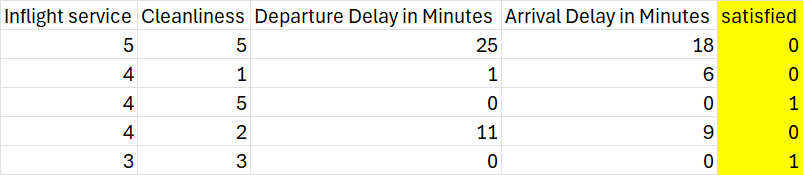 Inflight service Cleanliness Departure Delay in Minutes Arrival Delay in Minutes satisfied
5 5 25 18 0
4 1 1 6 0
4 5 0 0 1
4 2 11 9 0
3 3 0 0 1